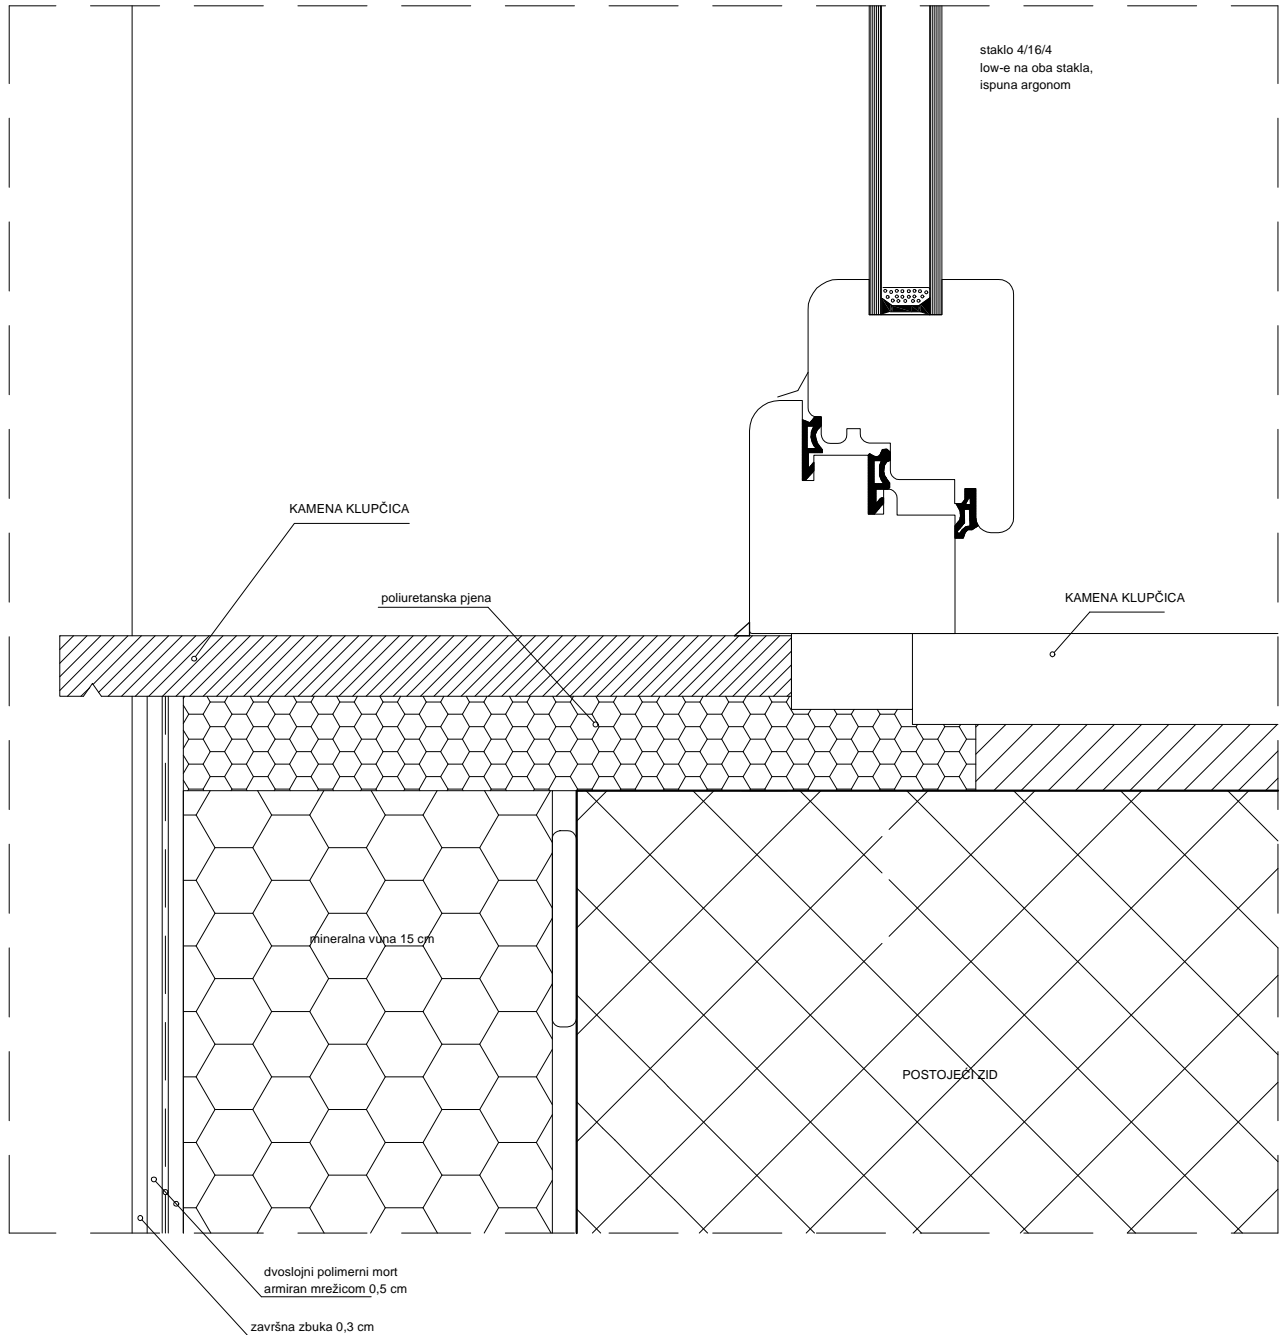 staklo 4/16/4
low-e na oba stakla,
ispuna argonom
KAMENA KLUPČICA
poliuretanska pjena
KAMENA KLUPČICA
mineralna vuna 15 cm
POSTOJEĆI ZID
dvoslojni polimerni mort
armiran mrežicom 0,5 cm
završna zbuka 0,3 cm